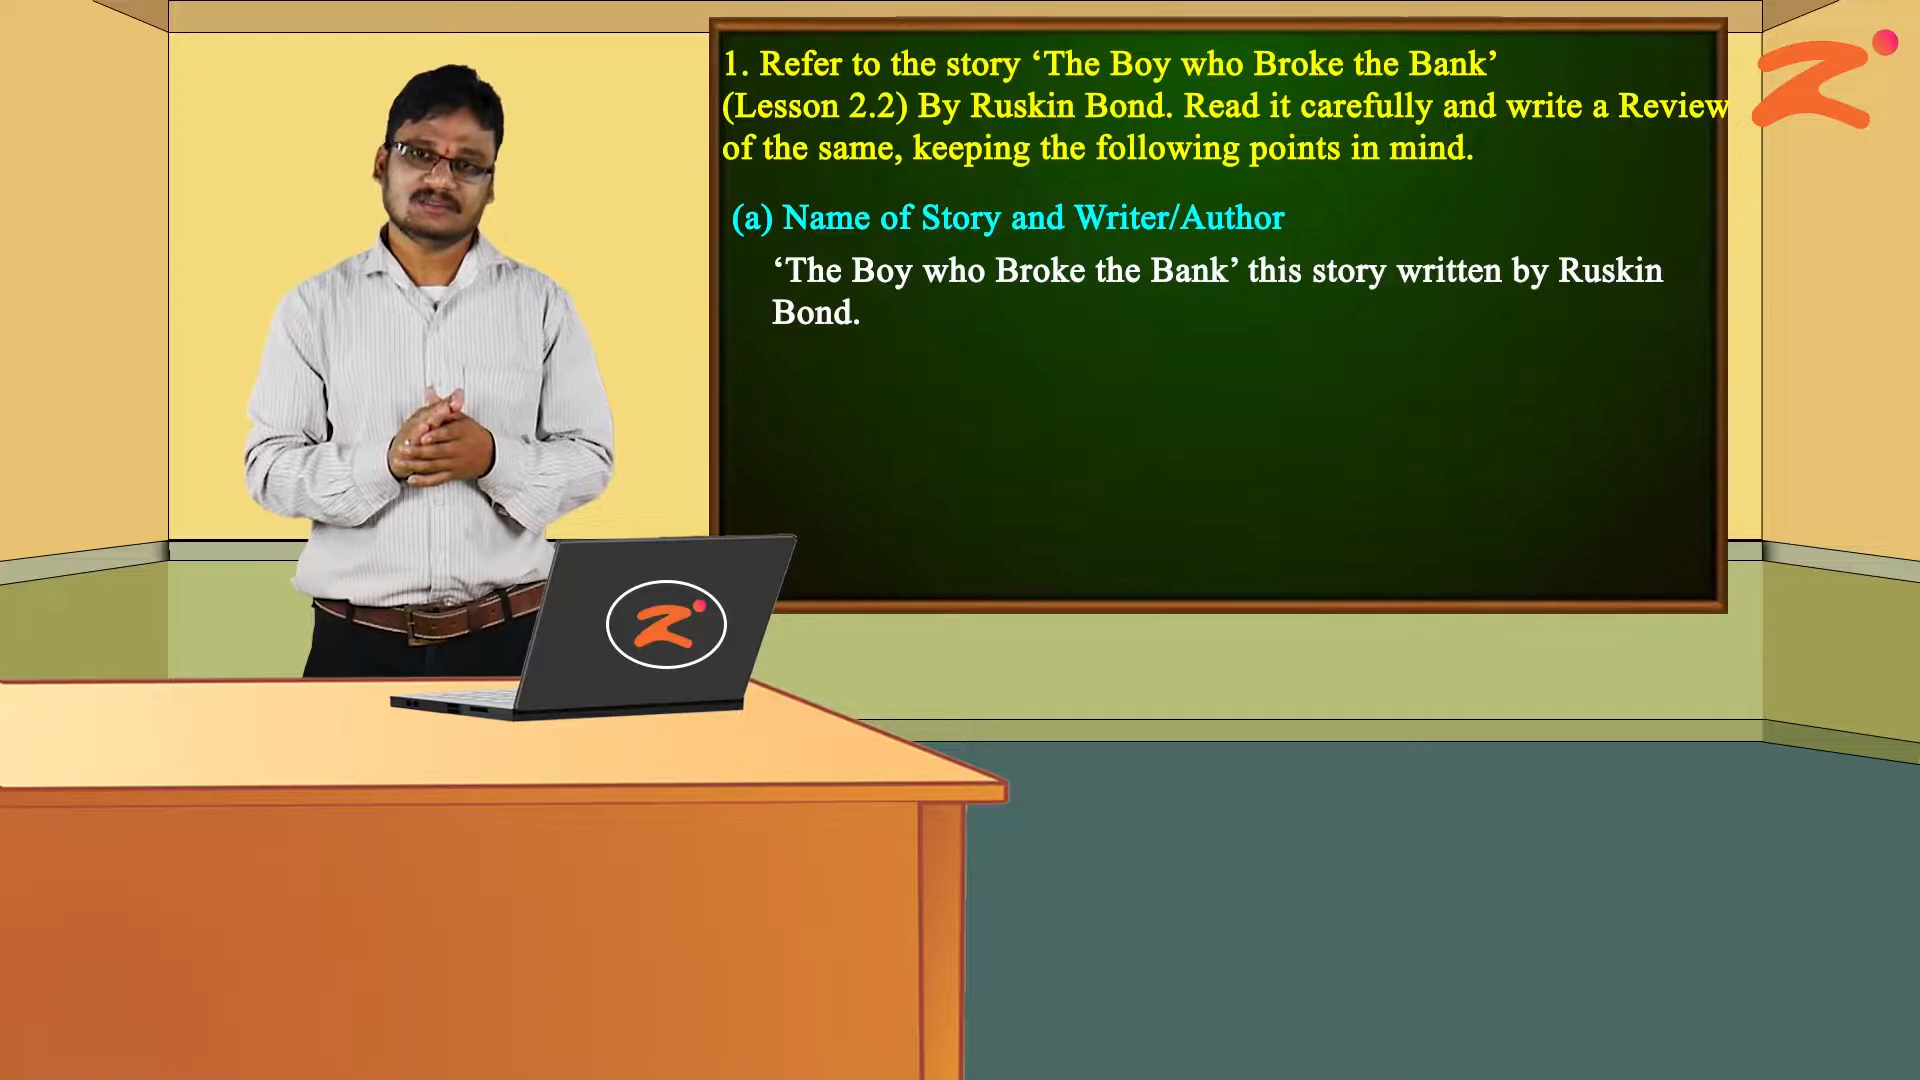 1. Refer to the story ‘The Boy who Broke the Bank’
(Lesson 2.2) By Ruskin Bond. Read it carefully and write a Review
of the same, keeping the following points in mind.
(a) Name of Story and Writer/Author
‘The Boy who Broke the Bank’ this story written by Ruskin
Bond.